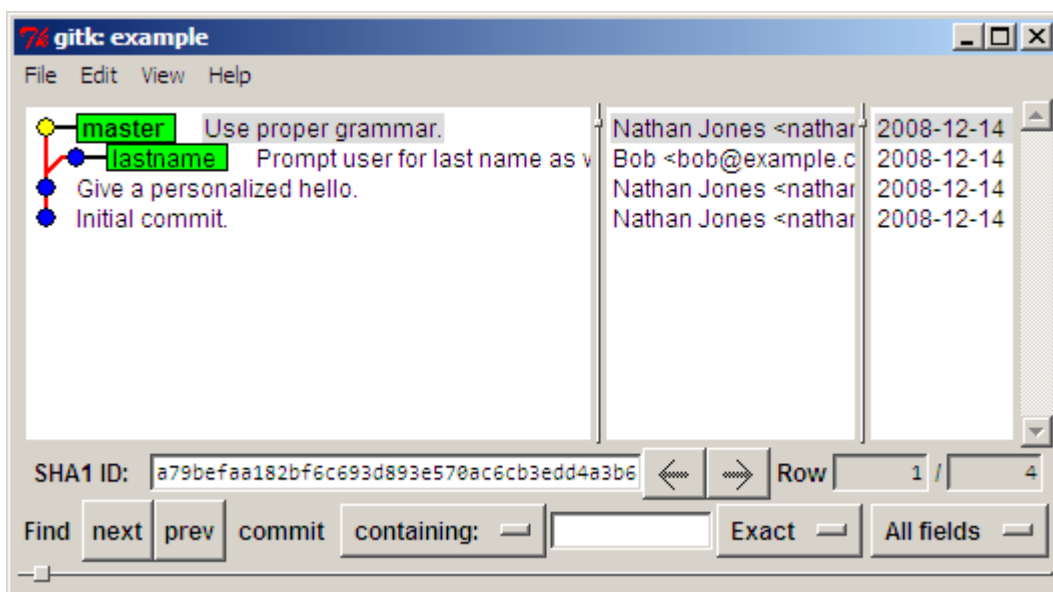 gitk: example
File Edit View Help
master Use proper grammar. Nathan Jones <nathan 2008-12-14
lastname Prompt user for last name as w Bob <bob@example.c 2008-12-14
Give a personalized hello. Nathan Jones <nathan 2008-12-14
Initial commit. Nathan Jones <nathan 2008-12-14
SHA1 ID: a79befaa182bf6c693d893e570ac6cb3edd4a3b6 Row 1 / 4
Find next prev commit containing: Exact All fields